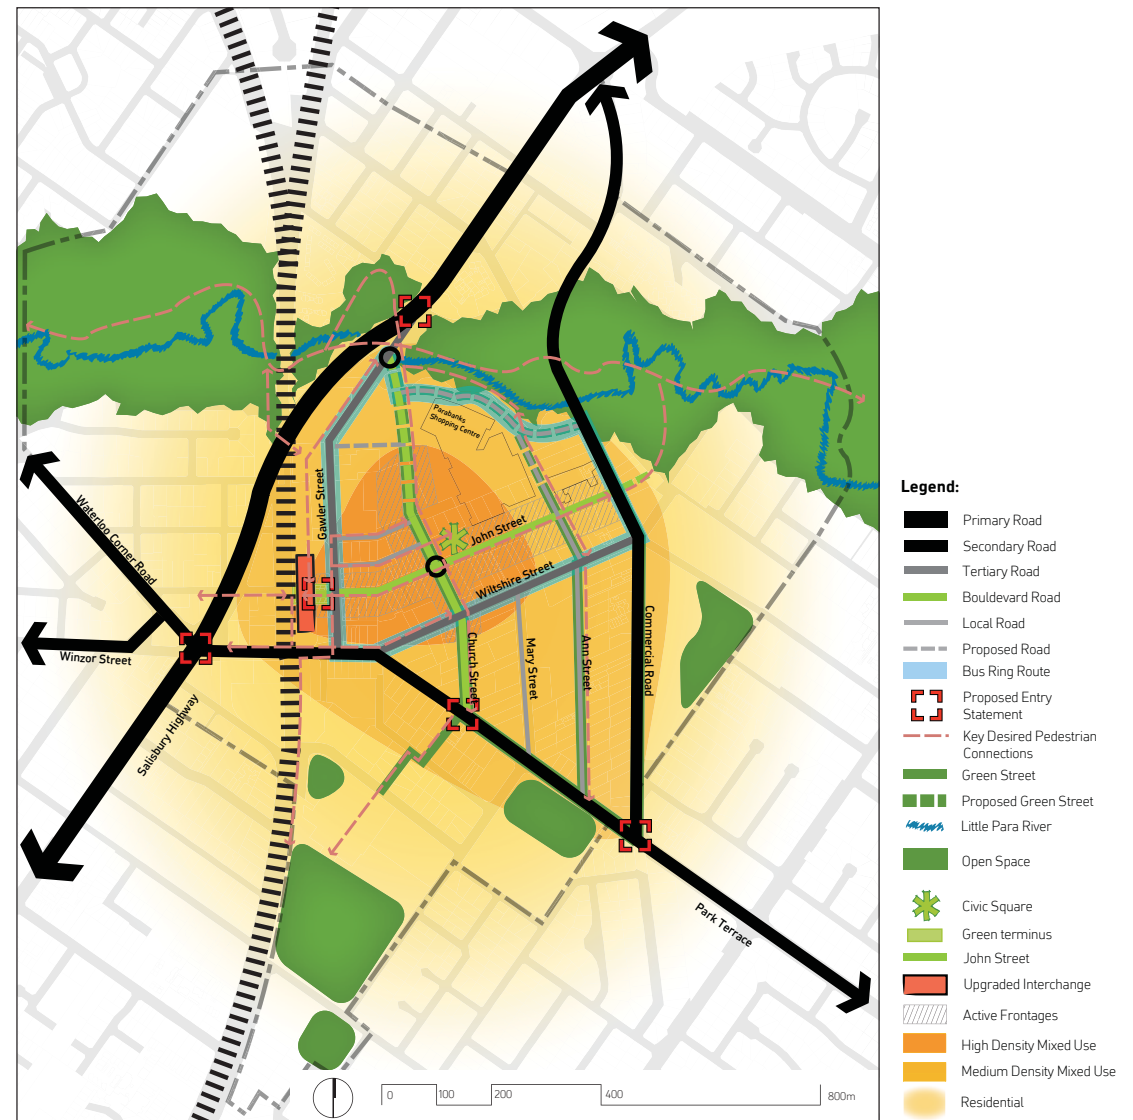 Parabanks
Shopping Centre
Gawler Street
John Street
Wiltshire Street
Waterloo Corner Road
Winzor Street
Church Street
Mary Street
Ann Street
Commercial Road
Salisbury Highway
Park Terrace
0
100
200
400
800m
Legend:
Primary Road
Secondary Road
Tertiary Road
Bouldevard Road
Local Road
Proposed Road
Bus Ring Route
Proposed Entry
Statement
Key Desired Pedestrian
Connections
Green Street
Proposed Green Street
Little Para River
Open Space
Civic Square
Green terminus
John Street
Upgraded Interchange
Active Frontages
High Density Mixed Use
Medium Density Mixed Use
Residential